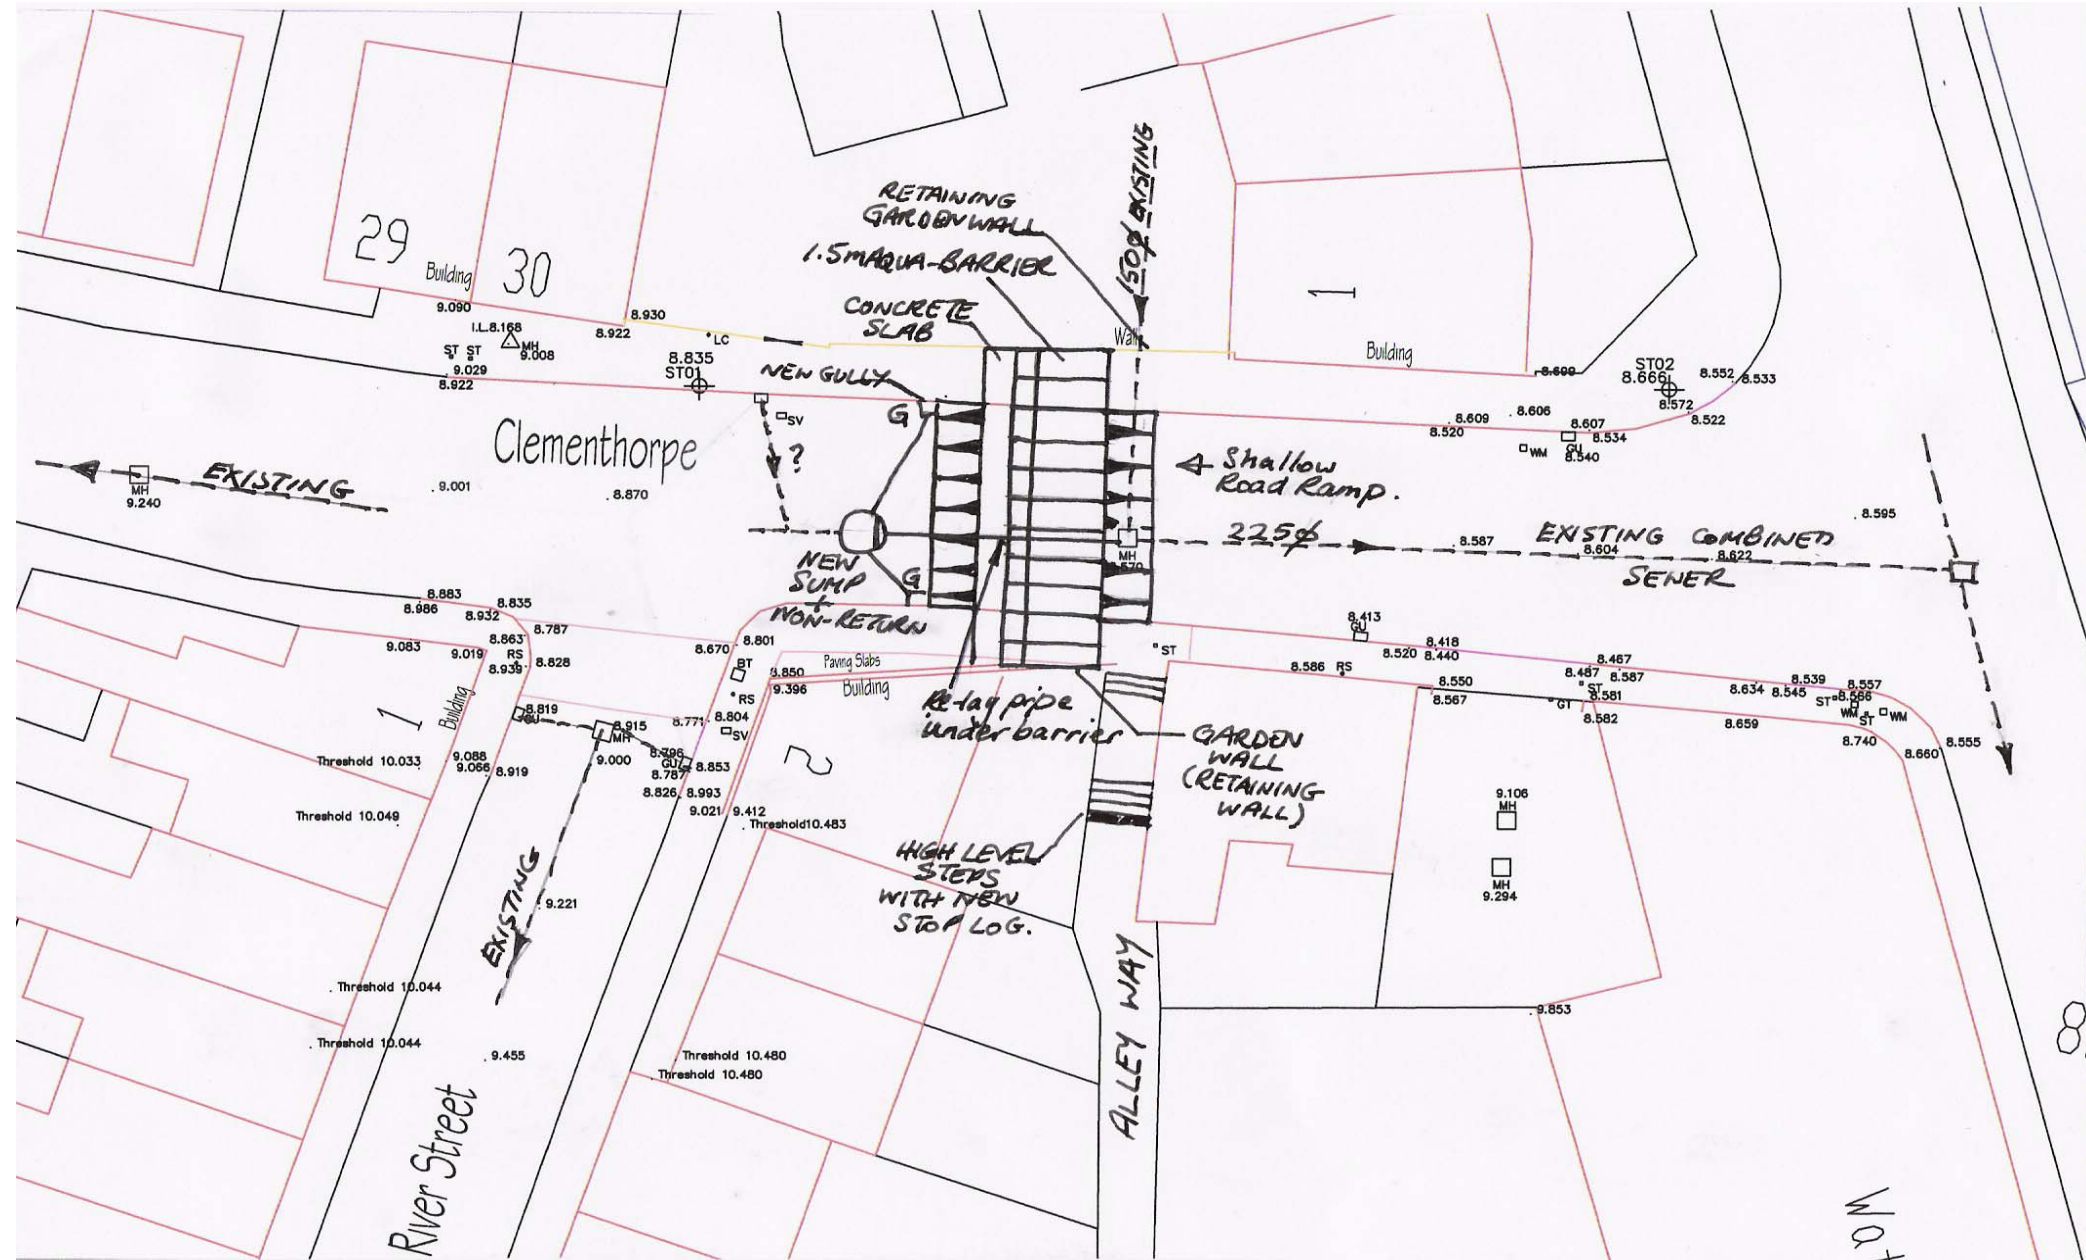 RETAINING
GARDEN WALL
1.5m AQUA-BARRIER
CONCRETE
SLAB
150ϕ EXISTING
29
Building
30
9.090
I.L.8.168
MH
9.008
8.922
8.930
LC
ST ST
9.029
8.922
8.835
ST01
NEW GULLY
G
SV
?
Wall
1
Building
8.699
ST02
8.666
8.552
8.533
8.572
8.522
8.609
8.606
8.520
8.607
8.534
WM
GU
8.540
Clementhorpe
EXISTING
MH
9.240
9.001
8.870
Shallow
Road Ramp.
225ϕ
8.587
EXISTING COMBINED
8.604
8.622
SEWER
8.595
MH
NEW
SUMP
+
NON-RETURN
G
8.883
8.986
8.932
8.835
8.863
8.787
9.083
9.019
RS
8.939
8.828
8.670
8.801
BT
RS
8.850
9.396
Paving Slabs
Building
ST
8.413
GU
8.520
8.418
8.440
8.586
RS
8.550
8.567
8.467
8.487
8.587
ST
8.581
GT
8.582
8.634
8.545
8.539
8.557
ST
8.566
WM
ST
WM
8.659
8.740
8.660
8.555
1
Building
8.819
GU
8.915
MH
9.000
8.771
8.804
SV
8.796
GU
8.787
8.853
8.826
8.993
9.021
9.412
9.088
9.066
8.919
Threshold 10.033
Threshold 10.049
Threshold10.483
2
Re-lay pipe
under barrier
GARDEN
WALL
(RETAINING
WALL)
HIGH LEVEL
STEPS
WITH NEW
STOP LOG.
9.106
MH
MH
9.294
EXISTING
9.221
Threshold 10.044
Threshold 10.044
9.455
Threshold 10.480
Threshold 10.480
ALLEY WAY
9.853
River Street
8
Wat